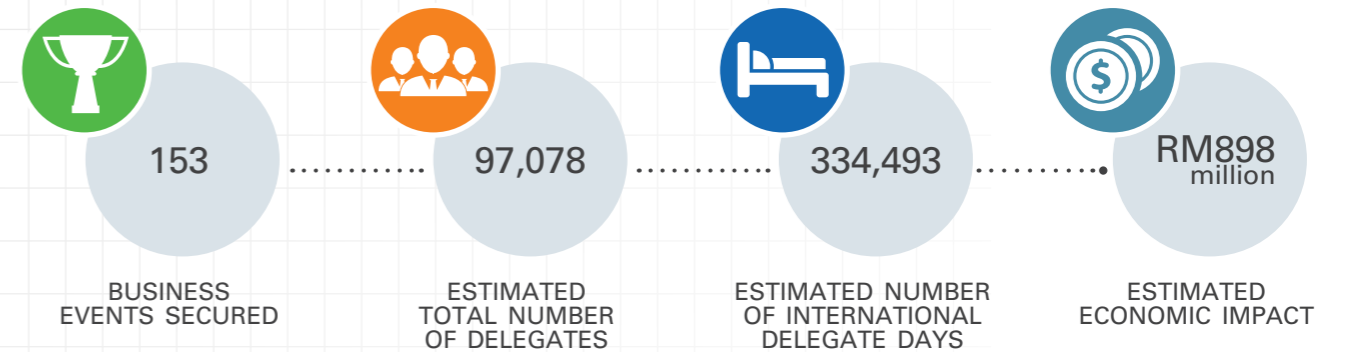 153
97,078
334,493
RM898
million
$
BUSINESS
EVENTS SECURED
ESTIMATED
TOTAL NUMBER
OF DELEGATES
ESTIMATED NUMBER
OF INTERNATIONAL
DELEGATE DAYS
ESTIMATED
ECONOMIC IMPACT